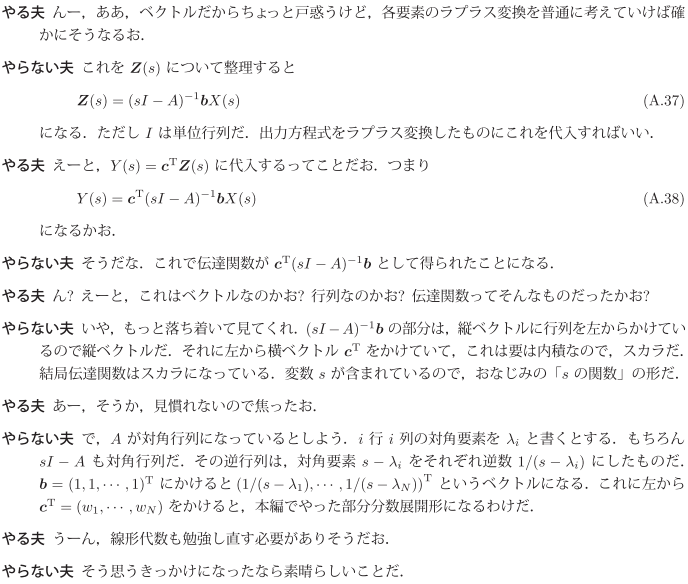 やる夫 んー，ああ，ベクトルだからちょっと戸惑うけど，各要素のラプラス変換を普通に考えていけば確
かにそうなるお．
やらない夫 これを Z(s) について整理すると
Z(s) = (sI − A)⁻¹bX(s) (A.37)
になる．ただし I は単位行列だ．出力方程式をラプラス変換したものにこれを代入すればいい．
やる夫 えーと，Y(s) = cᵀZ(s) に代入するってことだお．つまり
Y(s) = cᵀ(sI − A)⁻¹bX(s) (A.38)
になるかお．
やらない夫 そうだな．これで伝達関数が cᵀ(sI − A)⁻¹b として得られたことになる．
やる夫 ん? えーと，これはベクトルなのかお? 行列なのかお? 伝達関数ってそんなものだったかお?
やらない夫 いや，もっと落ち着いて見てくれ．(sI−A)⁻¹b の部分は，縦ベクトルに行列を左からかけてい
るので縦ベクトルだ．それに左から横ベクトル cᵀ をかけていて，これは要は内積なので，スカラだ．
結局伝達関数はスカラになっている．変数 s が含まれているので，おなじみの「s の関数」の形だ．
やる夫 あー，そうか，見慣れないので焦ったお．
やらない夫 で，A が対角行列になっているとしよう．i 行 i 列の対角要素を λᵢ と書くとする．もちろん
sI − A も対角行列だ．その逆行列は，対角要素 s − λᵢ をそれぞれ逆数 1/(s − λᵢ) にしたものだ．
b = (1, 1, ⋯ , 1)ᵀ にかけると (1/(s − λ₁), ⋯ , 1/(s − λ_N))ᵀ というベクトルになる．これに左から
cᵀ = (w₁, ⋯ , w_N) をかけると，本編でやった部分分数展開形になるわけだ．
やる夫 うーん，線形代数も勉強し直す必要がありそうだお．
やらない夫 そう思うきっかけになったなら素晴らしいことだ．